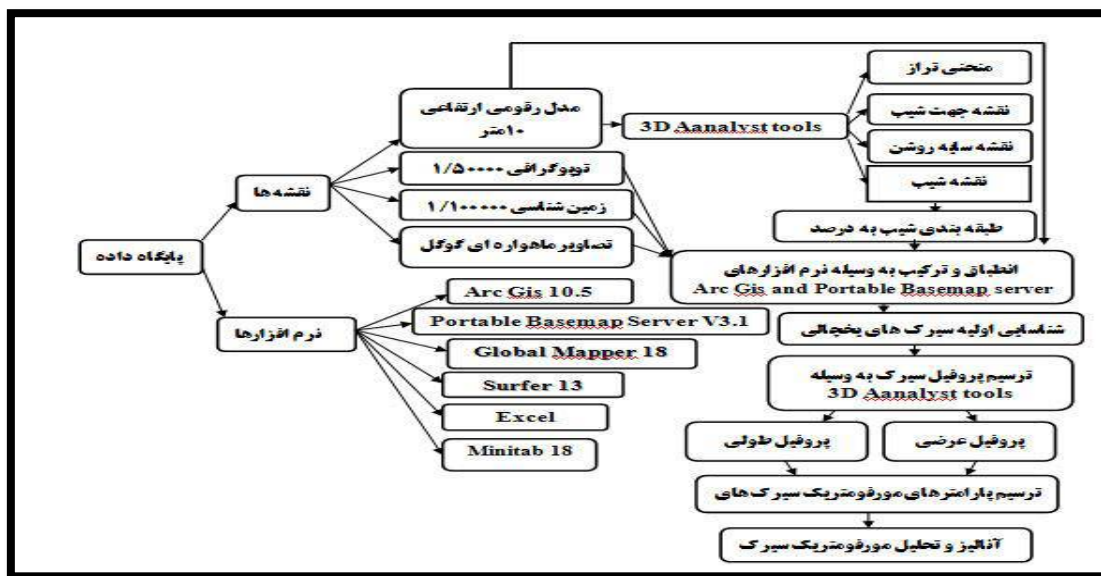 منحنی تراز
مدل رقومی ارتفاعی
۱۰متر
3D Aanalyst tools
نقشه جهت شیب
نقشه سایه روشن
نقشه شیب
توپوگرافی ۱/۵۰۰۰۰
نقشه ها
زمین شناسی ۱/۱۰۰۰۰۰
طبقه بندی شیب به درصد
تصاویر ماهواره ای گوگل
پایگاه داده
انطباق و ترکیب به وسیله نرم افزارهای
Arc Gis and Portable Basemap server
Arc Gis 10.5
Portable Basemap Server V3.1
شناسایی اولیه سیرک های یخچالی
نرم افزارها
Global Mapper 18
ترسیم پروفیل سیرک به وسیله
3D Aanalyst tools
Surfer 13
Excel
پروفیل طولی
پروفیل عرضی
Minitab 18
ترسیم پارامترهای مورفومتریک سیرک های
آنالیز و تحلیل مورفومتریک سیرک